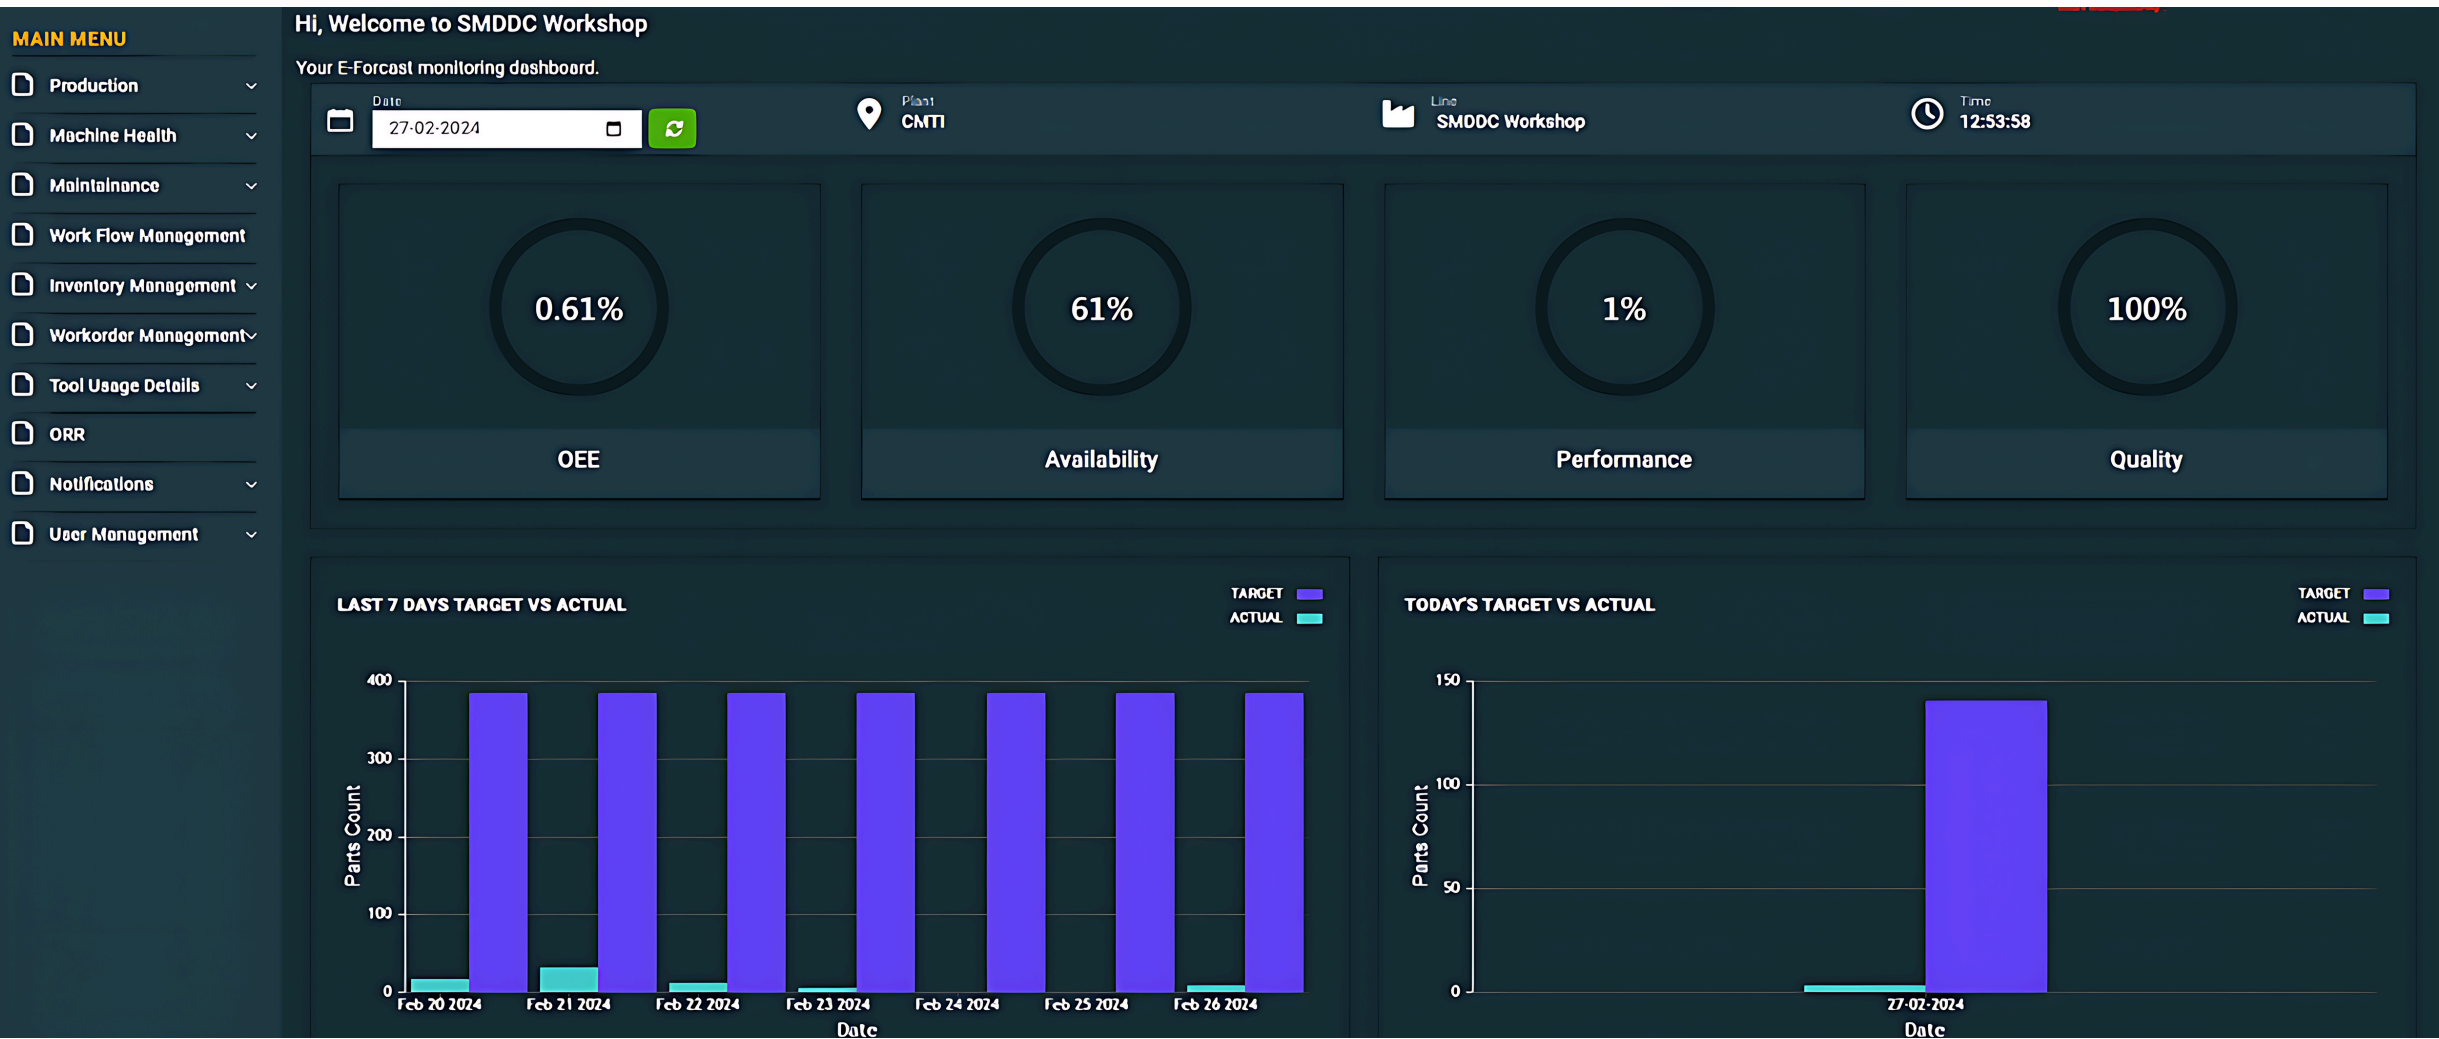 MAIN MENU
Production
Machine Health
Maintainance
Work Flow Management
Inventory Management
Workorder Management
Tool Usage Details
ORR
Notifications
User Management
Hi, Welcome to SMDDC Workshop
Your E-Forcast monitoring dashboard.
Date
27-02-2024
Plant
CMTI
Line
SMDDC Workshop
Time
12:53:58
0.61%
OEE
61%
Availability
1%
Performance
100%
Quality
LAST 7 DAYS TARGET VS ACTUAL
TARGET
ACTUAL
400
300
200
100
0
Parts Count
Feb 20 2024 Feb 21 2024 Feb 22 2024 Feb 23 2024 Feb 24 2024 Feb 25 2024 Feb 26 2024
Date
TODAY'S TARGET VS ACTUAL
TARGET
ACTUAL
150
100
50
0
Parts Count
27-02-2024
Date